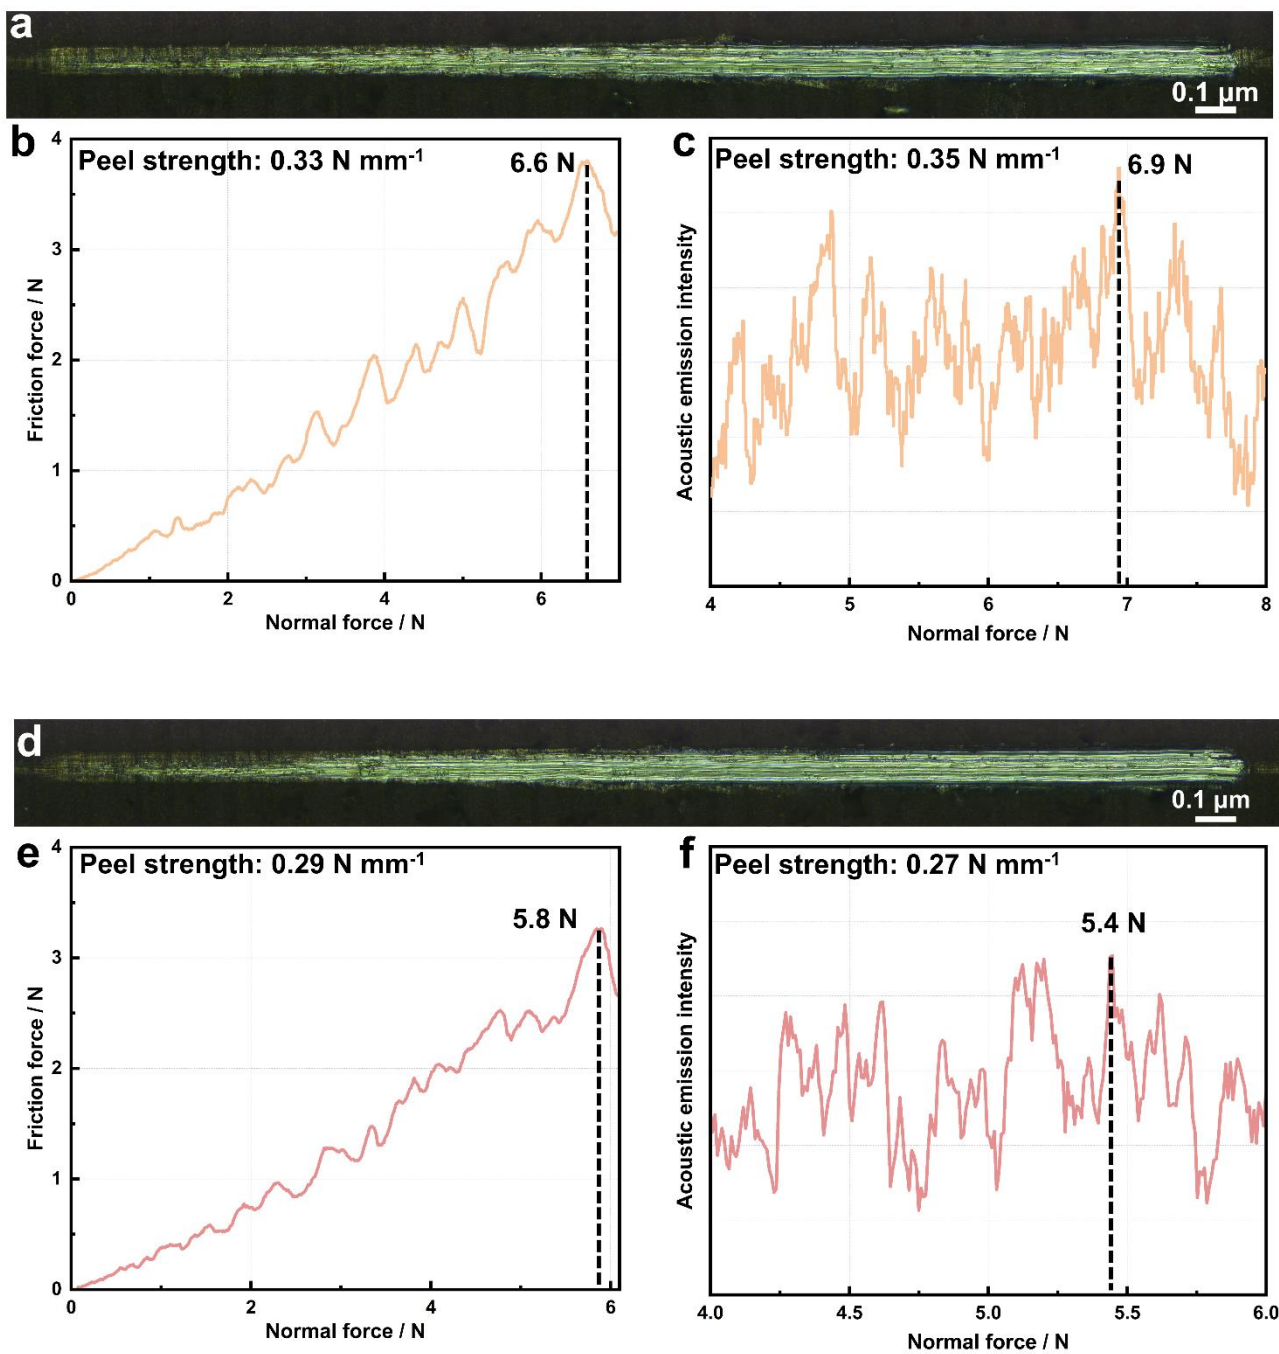 a
0.1 µm
b
Peel strength: 0.33 N mm⁻¹
6.6 N
4
3
2
1
0
Friction force / N
0 2 4 6
Normal force / N
c
Peel strength: 0.35 N mm⁻¹
6.9 N
Acoustic emission intensity
4 5 6 7 8
Normal force / N
d
0.1 µm
e
Peel strength: 0.29 N mm⁻¹
5.8 N
4
3
2
1
0
Friction force / N
0 2 4 6
Normal force / N
f
Peel strength: 0.27 N mm⁻¹
5.4 N
Acoustic emission intensity
4.0 4.5 5.0 5.5 6.0
Normal force / N